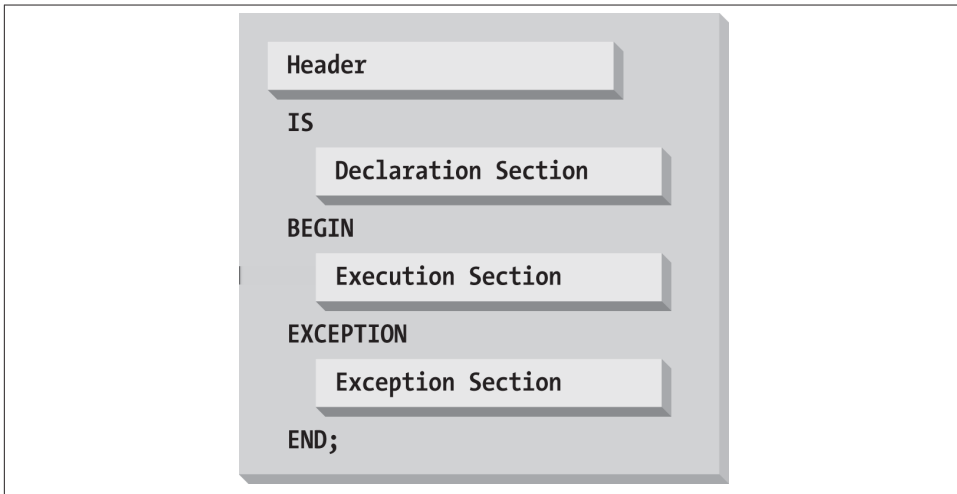 Header
IS
Declaration Section
BEGIN
Execution Section
EXCEPTION
Exception Section
END;